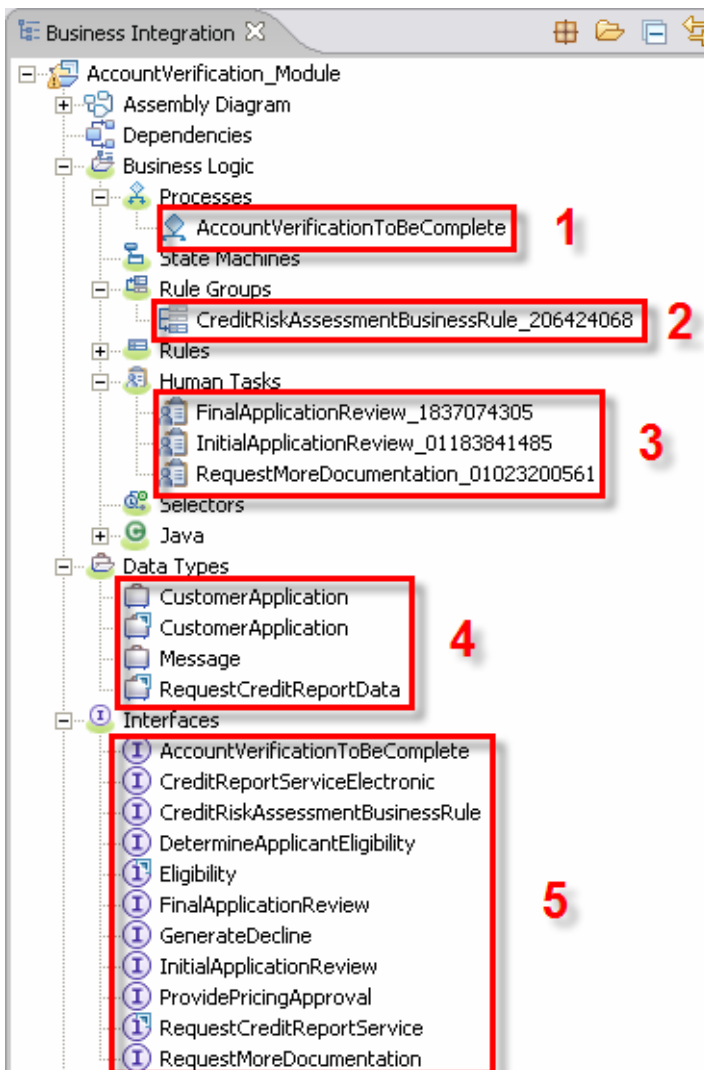 Business Integration
AccountVerification_Module
Assembly Diagram
Dependencies
Business Logic
Processes
AccountVerificationToBeComplete
1
State Machines
Rule Groups
CreditRiskAssessmentBusinessRule_206424068
2
Rules
Human Tasks
FinalApplicationReview_1837074305
InitialApplicationReview_01183841485
3
RequestMoreDocumentation_01023200561
Selectors
Java
Data Types
CustomerApplication
CustomerApplication
4
Message
RequestCreditReportData
Interfaces
AccountVerificationToBeComplete
CreditReportServiceElectronic
CreditRiskAssessmentBusinessRule
DetermineApplicantEligibility
Eligibility
FinalApplicationReview
5
GenerateDecline
InitialApplicationReview
ProvidePricingApproval
RequestCreditReportService
RequestMoreDocumentation